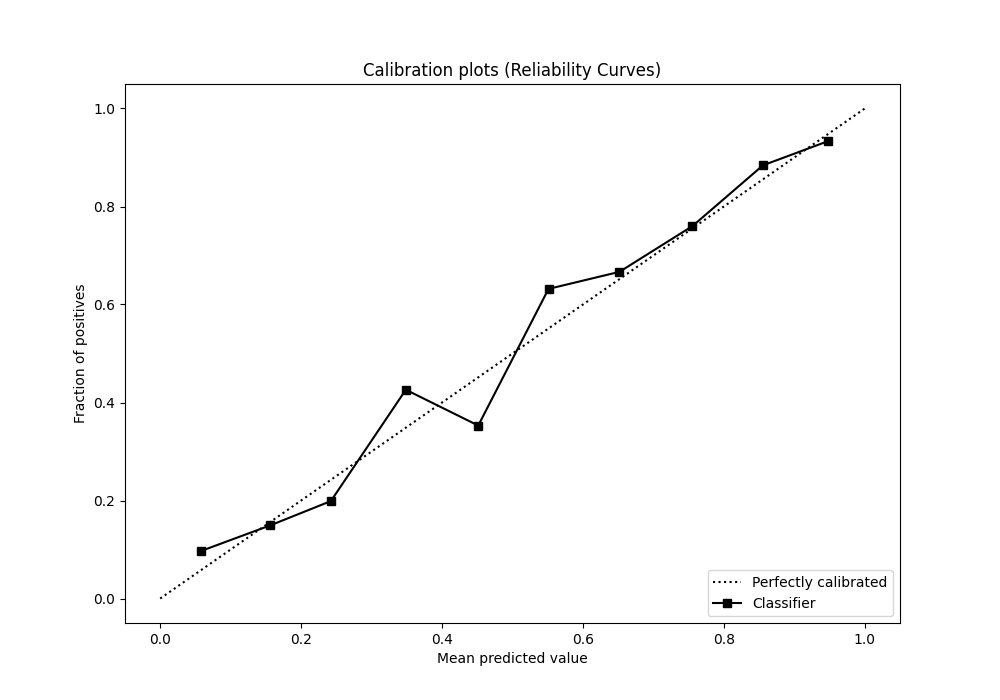 Calibration plots (Reliability Curves)
1.0
0.8
0.6
0.4
0.2
0.0
Fraction of positives
0.0 0.2 0.4 0.6 0.8 1.0
Mean predicted value
Perfectly calibrated
Classifier